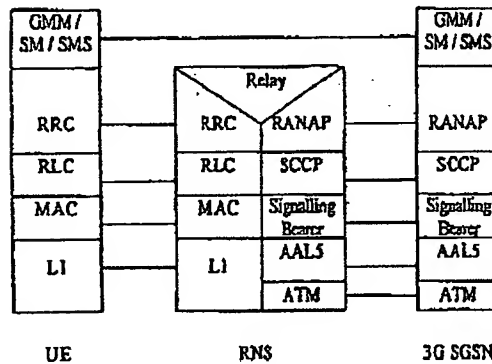 GMM /
SM / SMS
GMM /
SM / SMS
Relay
RRC
RRC
RANAP
RANAP
RLC
RLC
SCCP
SCCP
MAC
MAC
Signalling
Bearer
Signalling
Bearer
L1
L1
AAL5
AAL5
ATM
ATM
UE
RNS
3G SGSN